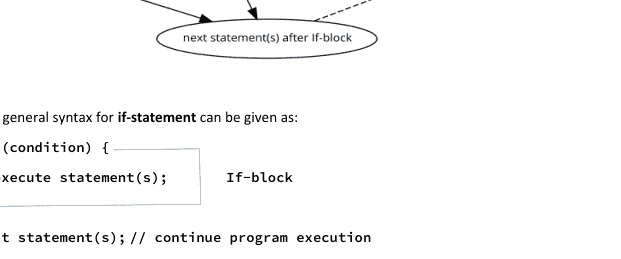 next statement(s) after If-block
general syntax for if-statement can be given as:
(condition) {
xecute statement(s);
If-block
t statement(s); // continue program execution